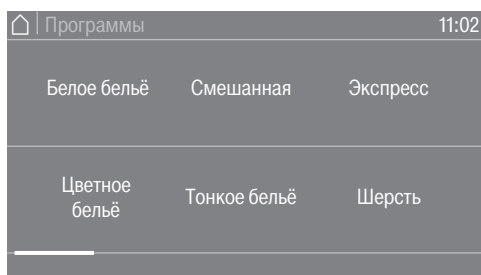 Программы 11:02
Белое бельё Смешанная Экспресс
Цветное бельё Тонкое бельё Шерсть